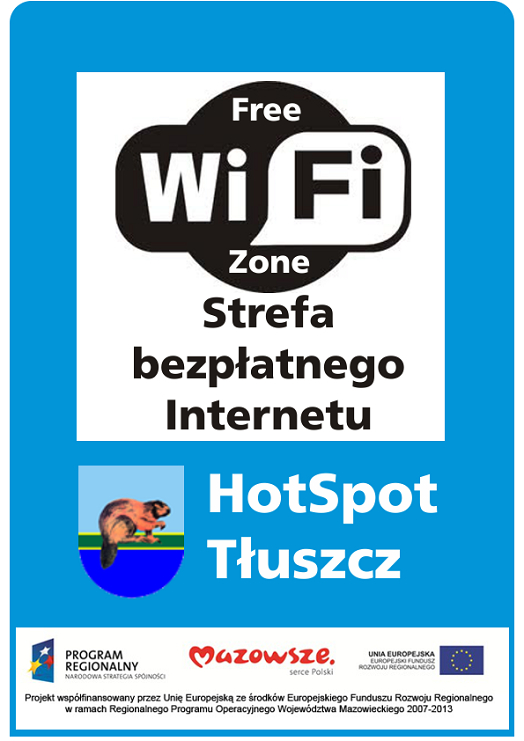 Free
Wi Fi
Zone
Strefa
bezpłatnego
Internetu
HotSpot
Tłuszcz
PROGRAM
REGIONALNY
NARODOWA STRATEGIA SPÓJNOŚCI
Mazowsze.
serce Polski
UNIA EUROPEJSKA
EUROPEJSKI FUNDUSZ
ROZWOJU REGIONALNEGO
Projekt współfinansowany przez Unię Europejską ze środków Europejskiego Funduszu Rozwoju Regionalnego
w ramach Regionalnego Programu Operacyjnego Województwa Mazowieckiego 2007-2013